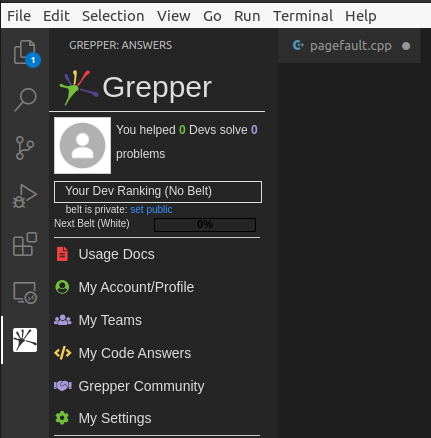 File Edit Selection View Go Run Terminal Help
GREPPER: ANSWERS
pagefault.cpp
1
Grepper
You helped 0 Devs solve 0
problems
Your Dev Ranking (No Belt)
belt is private: set public
Next Belt (White) 0%
Usage Docs
My Account/Profile
My Teams
My Code Answers
Grepper Community
My Settings